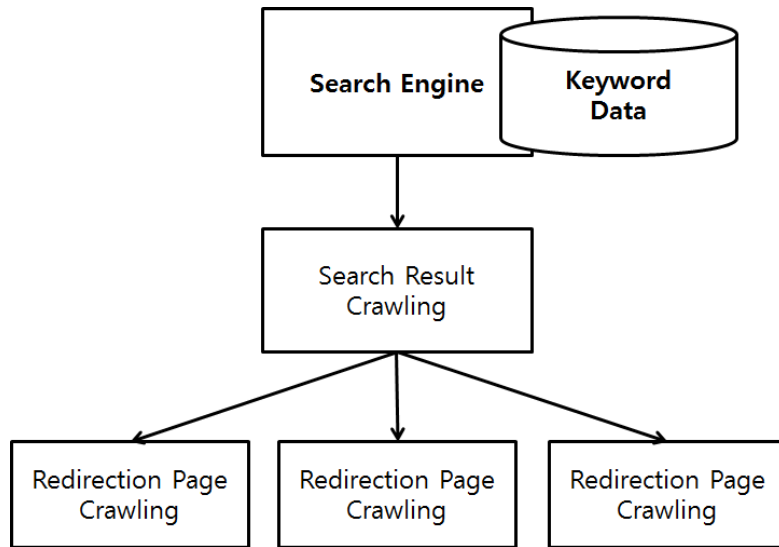 Search Engine
Keyword
Data
Search Result
Crawling
Redirection Page
Crawling
Redirection Page
Crawling
Redirection Page
Crawling